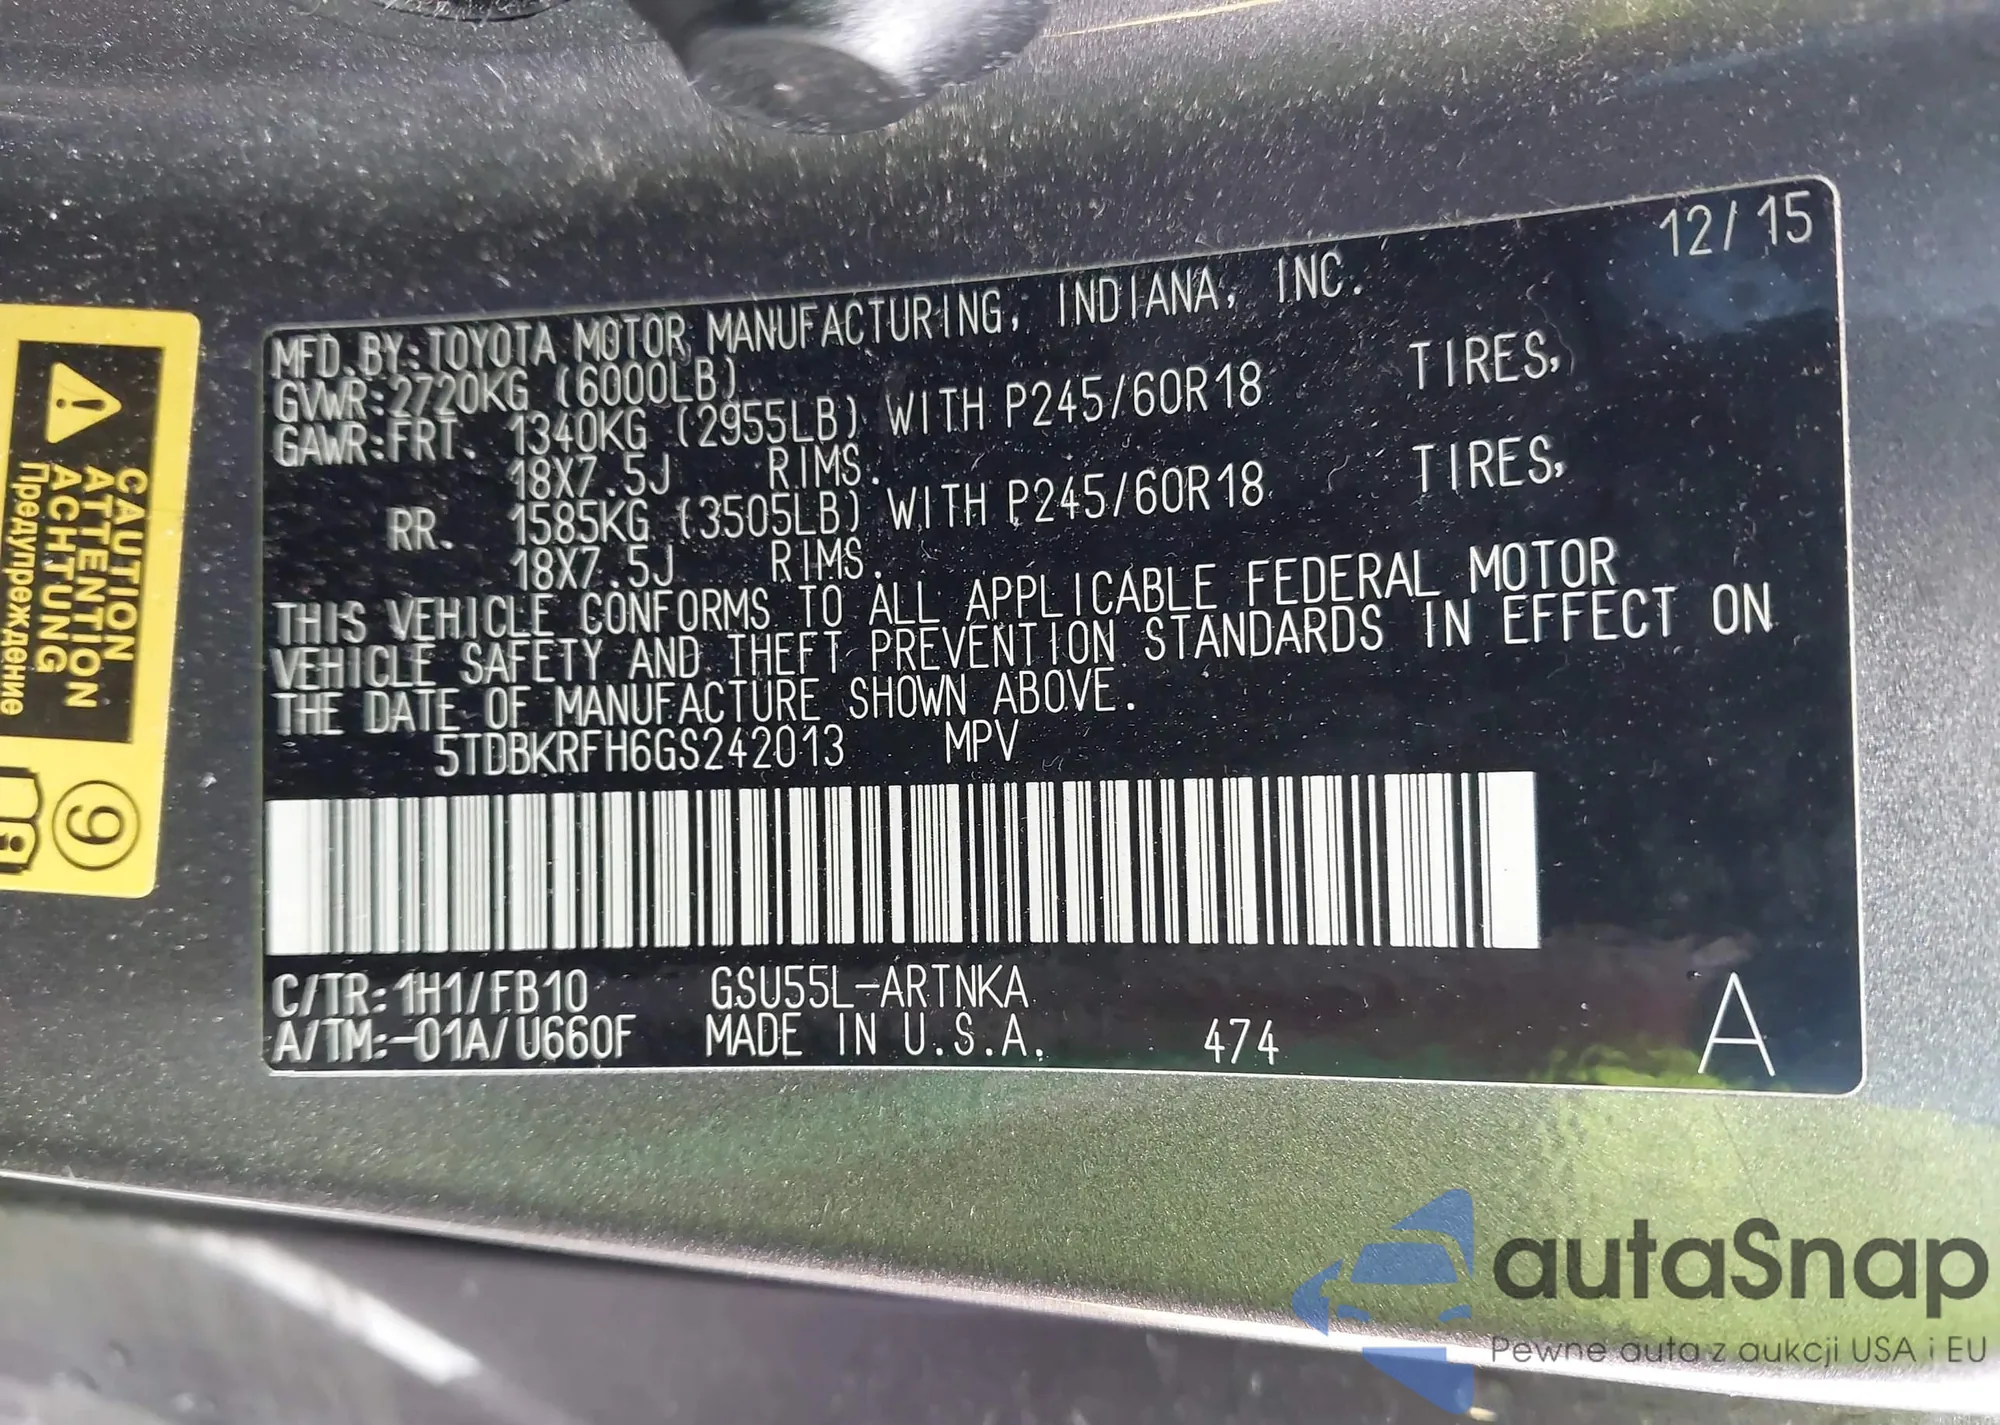 12/15
MFD.BY:TOYOTA MOTOR MANUFACTURING, INDIANA, INC.
GVWR:2720KG (6000LB)
GAWR:FRT. 1340KG (2955LB) WITH P245/60R18 TIRES,
18X7.5J RIMS.
RR. 1585KG (3505LB) WITH P245/60R18 TIRES,
18X7.5J RIMS.
THIS VEHICLE CONFORMS TO ALL APPLICABLE FEDERAL MOTOR
VEHICLE SAFETY AND THEFT PREVENTION STANDARDS IN EFFECT ON
THE DATE OF MANUFACTURE SHOWN ABOVE.
5TDBKRFH6GS242013 MPV
C/TR:1H1/FB10 GSU55L-ARTNKA
A/TM:-01A/U660F MADE IN U.S.A. 474 A
CAUTION
ATTENTION
ACHTUNG
Предупреждение
9
autaSnap
Pewne auta z aukcji USA i EU